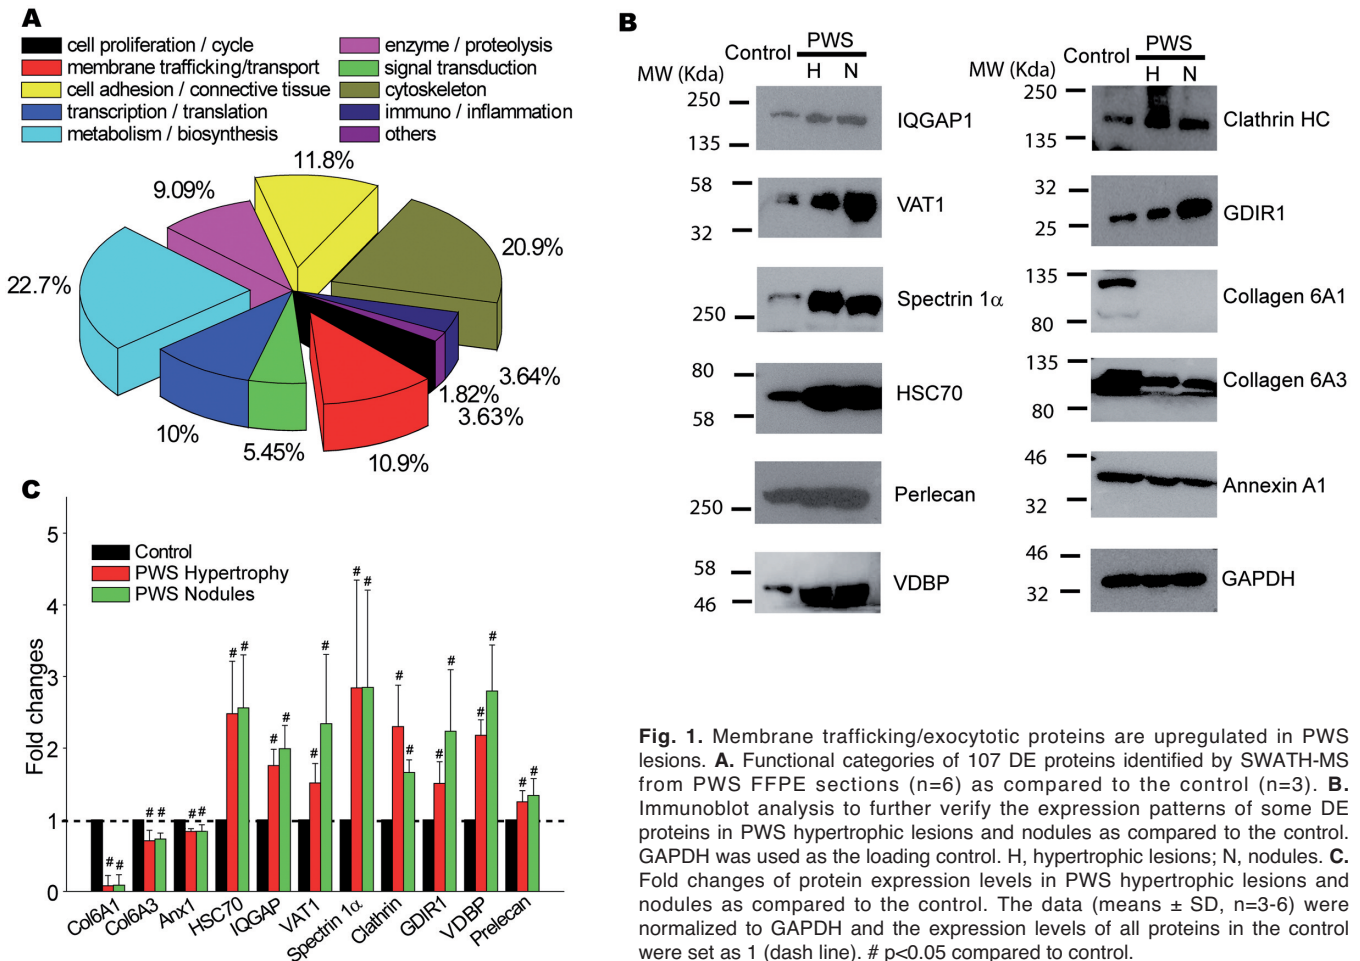 A
cell proliferation / cycle
membrane trafficking/transport
cell adhesion / connective tissue
transcription / translation
metabolism / biosynthesis
enzyme / proteolysis
signal transduction
cytoskeleton
immuno / inflammation
others
11.8%
9.09%
20.9%
22.7%
3.64%
1.82%
3.63%
10%
5.45%
10.9%
B
Control
PWS
MW (Kda)
H
N
250
135
IQGAP1
58
32
VAT1
250
Spectrin 1α
80
58
HSC70
250
Perlecan
58
46
VDBP
Control
PWS
MW (Kda)
H
N
250
135
Clathrin HC
32
25
GDIR1
135
80
Collagen 6A1
135
80
Collagen 6A3
46
32
Annexin A1
46
32
GAPDH
C
Fold changes
5
4
3
2
1
0
Control
PWS Hypertrophy
PWS Nodules
# #
# #
# #
# #
# #
# #
# #
# #
# #
# #
# #
Col6A1
Col6A3
Anx1
HSC70
IQGAP
VAT1
Spectrin 1α
Clathrin
GDIR1
VDBP
Prelecan
Fig. 1. Membrane trafficking/exocytotic proteins are upregulated in PWS
lesions. A. Functional categories of 107 DE proteins identified by SWATH-MS
from PWS FFPE sections (n=6) as compared to the control (n=3). B.
Immunoblot analysis to further verify the expression patterns of some DE
proteins in PWS hypertrophic lesions and nodules as compared to the control.
GAPDH was used as the loading control. H, hypertrophic lesions; N, nodules. C.
Fold changes of protein expression levels in PWS hypertrophic lesions and
nodules as compared to the control. The data (means ± SD, n=3-6) were
normalized to GAPDH and the expression levels of all proteins in the control
were set as 1 (dash line). # p<0.05 compared to control.